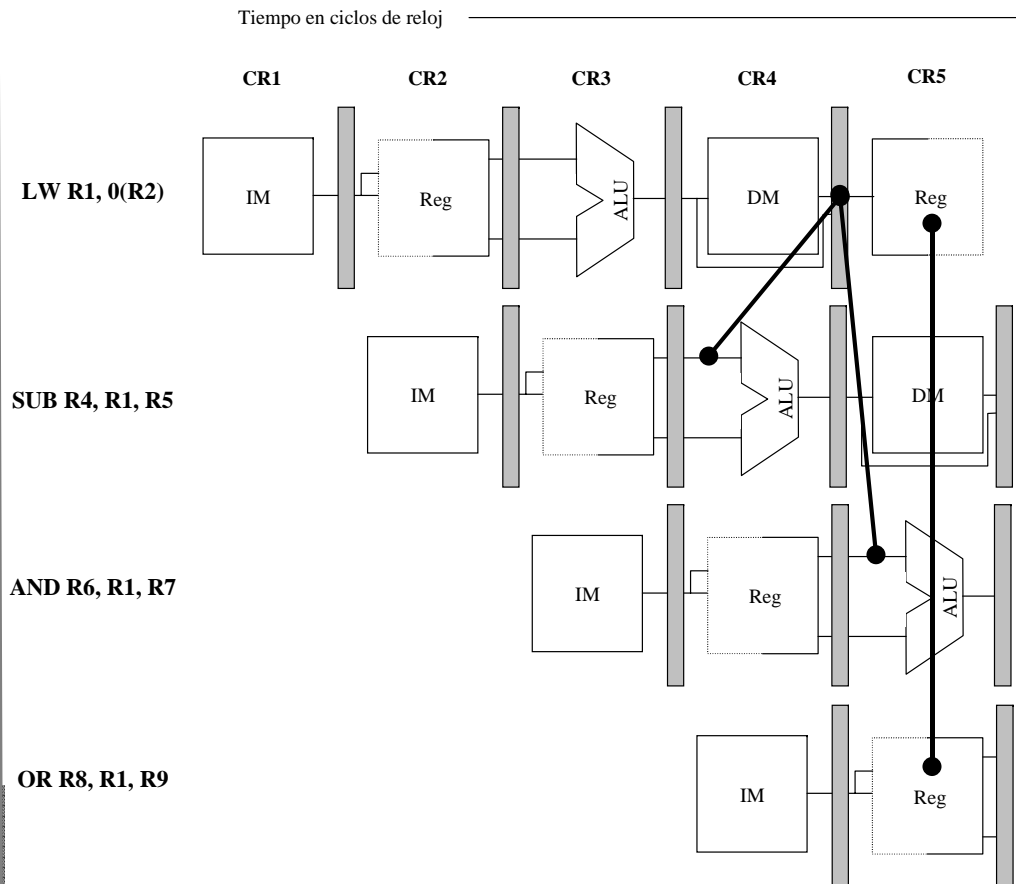 Tiempo en ciclos de reloj
CR1 CR2 CR3 CR4 CR5
LW R1, 0(R2)
IM Reg ALU DM Reg
SUB R4, R1, R5
IM Reg ALU DM
AND R6, R1, R7
IM Reg ALU
OR R8, R1, R9
IM Reg